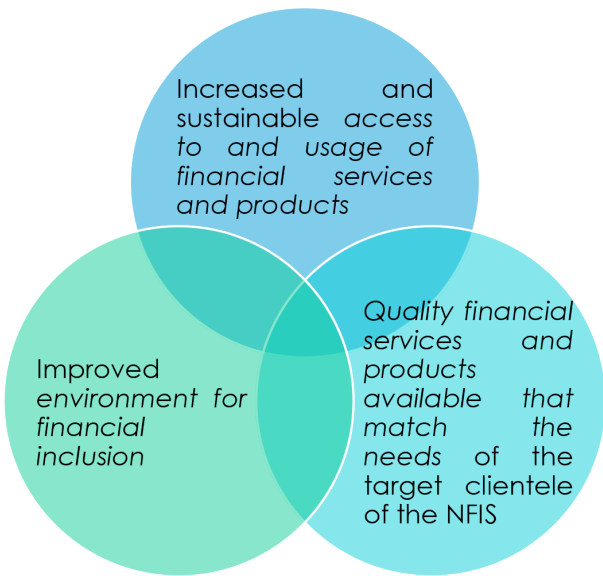 Increased and
sustainable access
to and usage of
financial services
and products
Improved
environment for
financial
inclusion
Quality financial
services and
products
available that
match the
needs of the
target clientele
of the NFIS